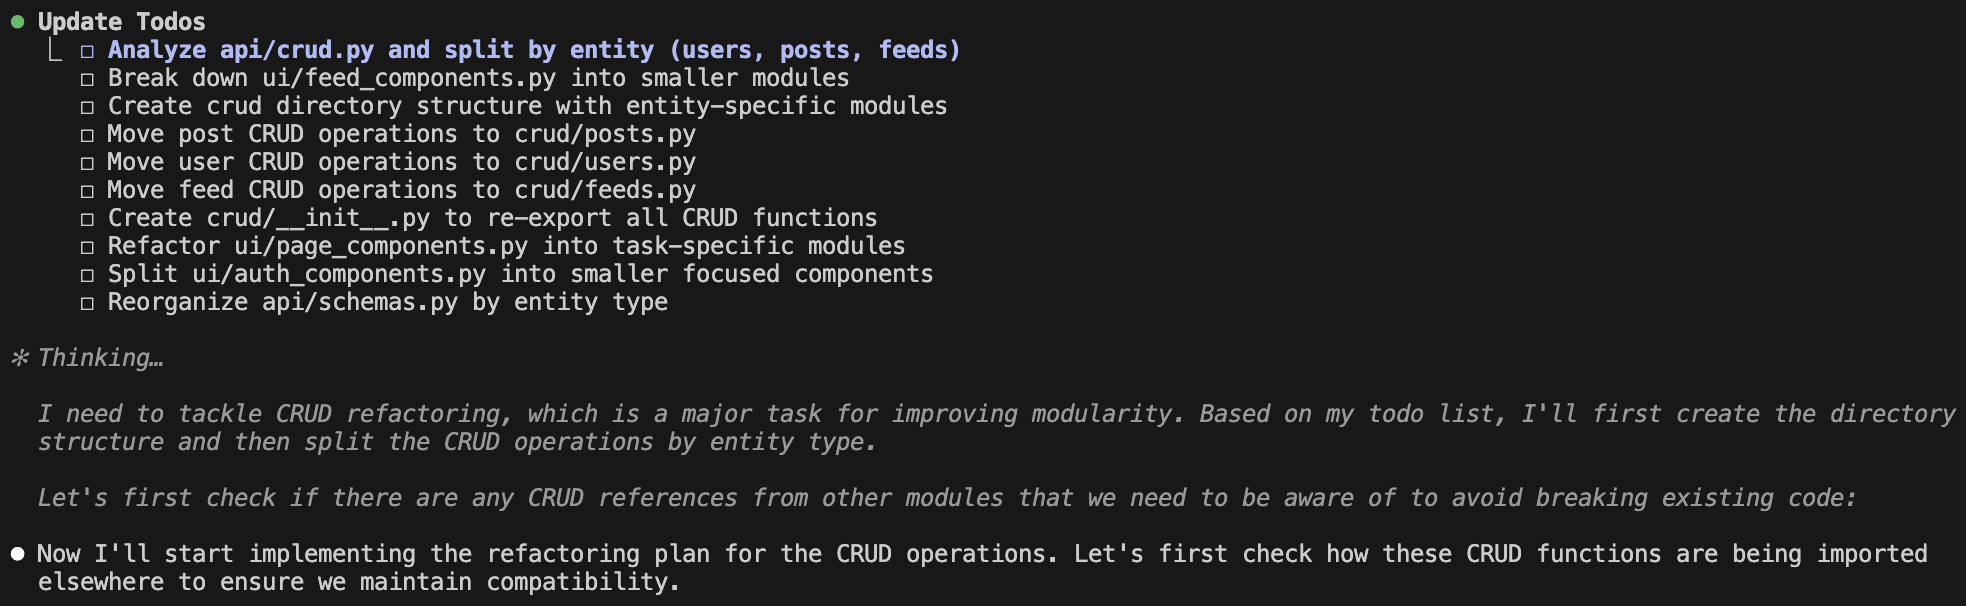 ● Update Todos
⎿ ☐ Analyze api/crud.py and split by entity (users, posts, feeds)
☐ Break down ui/feed_components.py into smaller modules
☐ Create crud directory structure with entity-specific modules
☐ Move post CRUD operations to crud/posts.py
☐ Move user CRUD operations to crud/users.py
☐ Move feed CRUD operations to crud/feeds.py
☐ Create crud/__init__.py to re-export all CRUD functions
☐ Refactor ui/page_components.py into task-specific modules
☐ Split ui/auth_components.py into smaller focused components
☐ Reorganize api/schemas.py by entity type
✻ Thinking…
I need to tackle CRUD refactoring, which is a major task for improving modularity. Based on my todo list, I'll first create the directory
structure and then split the CRUD operations by entity type.
Let's first check if there are any CRUD references from other modules that we need to be aware of to avoid breaking existing code:
● Now I'll start implementing the refactoring plan for the CRUD operations. Let's first check how these CRUD functions are being imported
elsewhere to ensure we maintain compatibility.